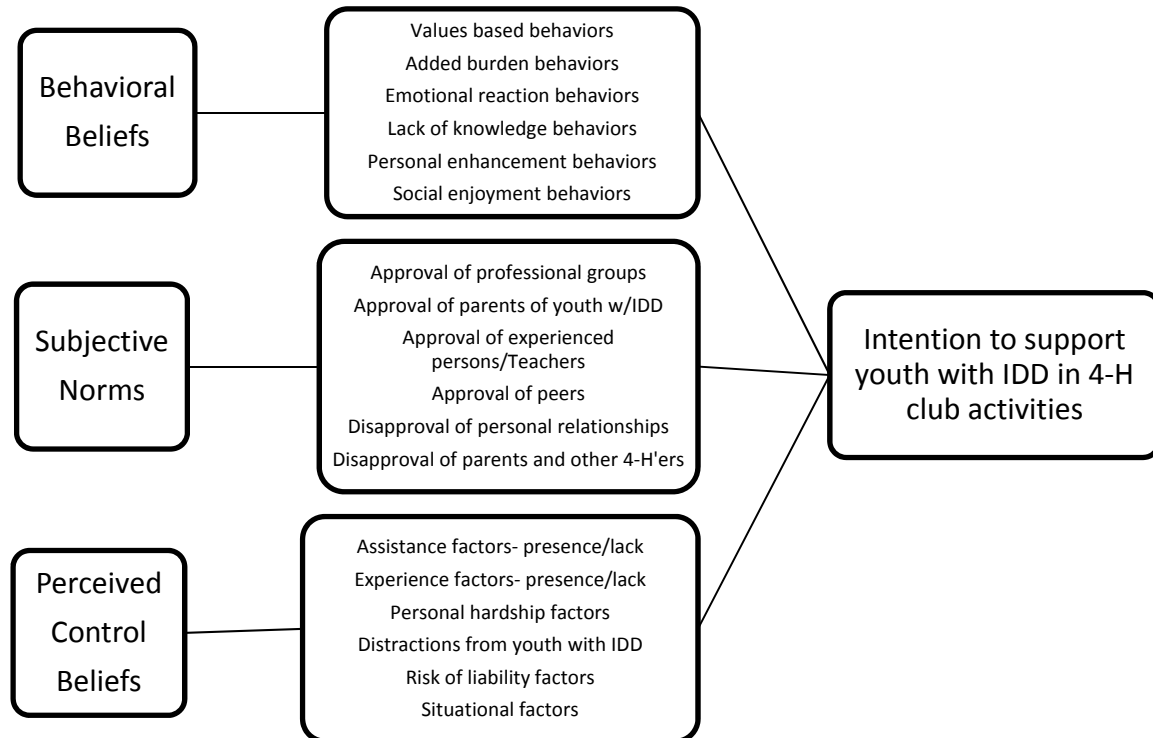 Behavioral
Beliefs
Values based behaviors
Added burden behaviors
Emotional reaction behaviors
Lack of knowledge behaviors
Personal enhancement behaviors
Social enjoyment behaviors
Subjective
Norms
Approval of professional groups
Approval of parents of youth w/IDD
Approval of experienced
persons/Teachers
Approval of peers
Disapproval of personal relationships
Disapproval of parents and other 4-H'ers
Perceived
Control
Beliefs
Assistance factors- presence/lack
Experience factors- presence/lack
Personal hardship factors
Distractions from youth with IDD
Risk of liability factors
Situational factors
Intention to support
youth with IDD in 4-H
club activities